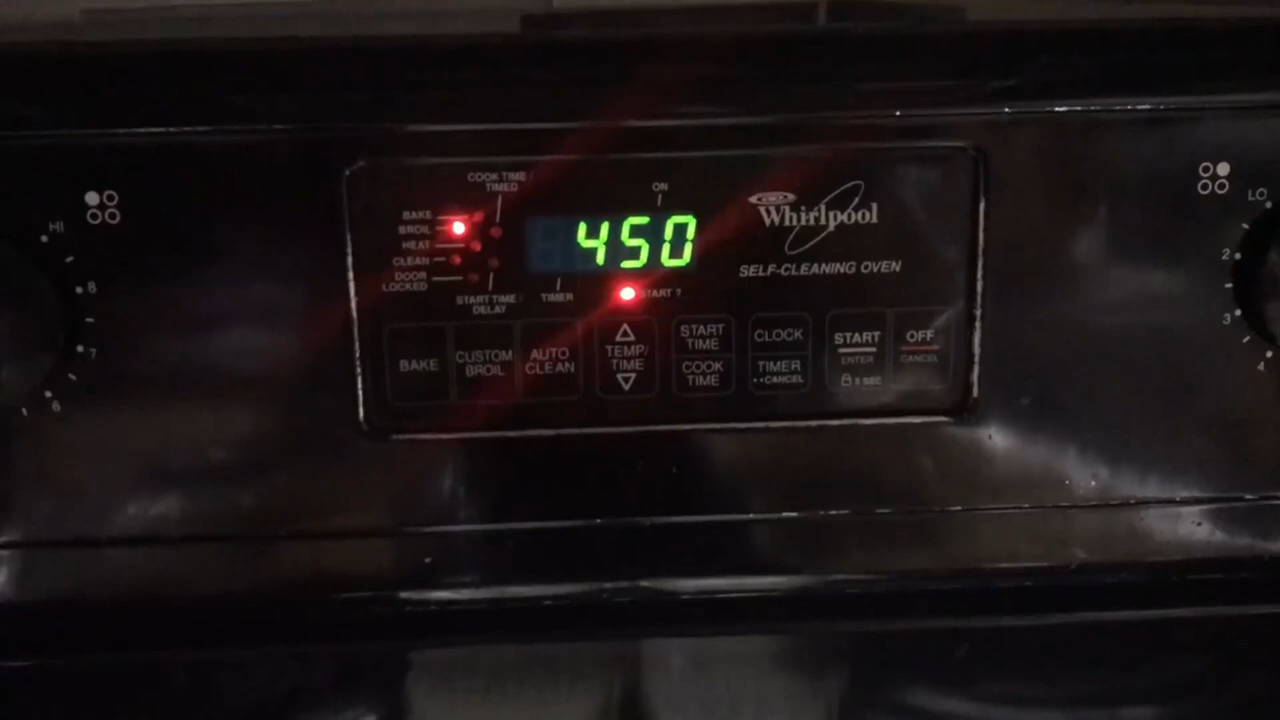 COOK TIME /
TIMED
ON
BAKE
BROIL
HEAT
CLEAN
DOOR
LOCKED
START TIME /
DELAY
TIMER
450
START ?
Whirlpool
SELF-CLEANING OVEN
HI
8
7
6
LO
2
3
4
BAKE
CUSTOM
BROIL
AUTO
CLEAN
TEMP/
TIME
START
TIME
COOK
TIME
CLOCK
TIMER
••CANCEL
START
ENTER
5 SEC
OFF
CANCEL